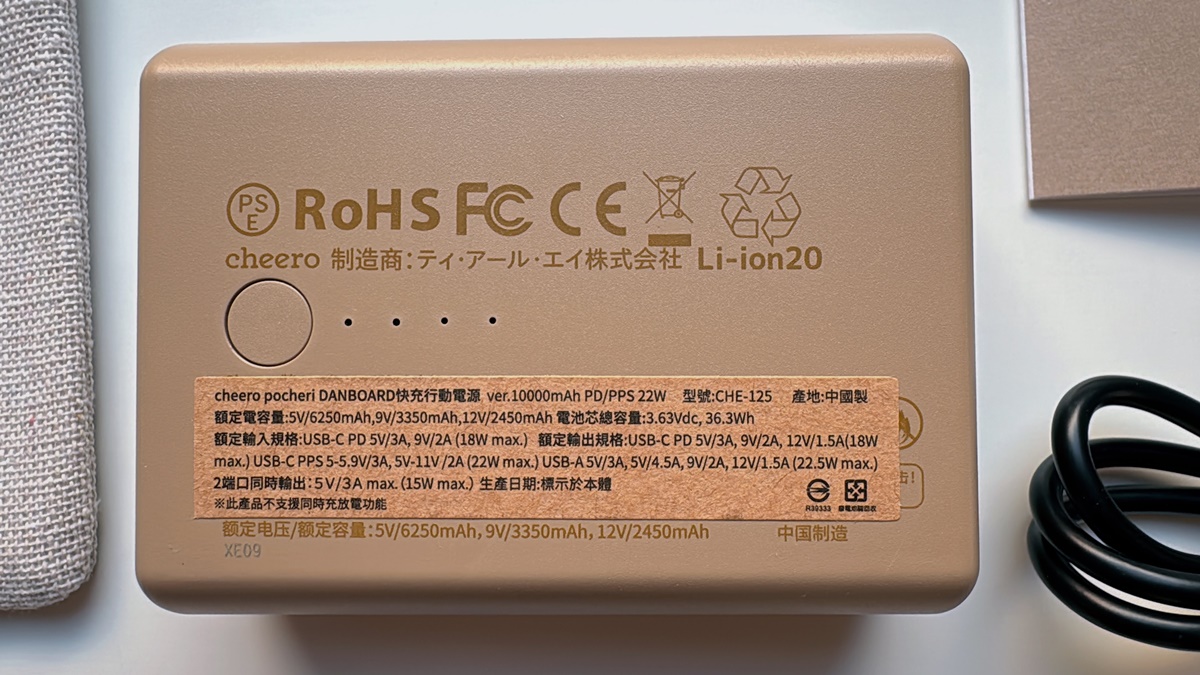 PSE RoHS FC CE
cheero 制造商:ティ・アール・エイ株式会社 Li-ion20
cheero pocheri DANBOARD快充行動電源 ver.10000mAh PD/PPS 22W 型號:CHE-125 產地:中國製
額定電容量:5V/6250mAh,9V/3350mAh,12V/2450mAh 電池芯總容量:3.63Vdc, 36.3Wh
額定輸入規格:USB-C PD 5V/3A, 9V/2A (18W max.) 額定輸出規格:USB-C PD 5V/3A, 9V/2A, 12V/1.5A(18W
max.) USB-C PPS 5-5.9V/3A, 5V-11V /2A (22W max.) USB-A 5V/3A, 5V/4.5A, 9V/2A, 12V/1.5A (22.5W max.)
2端口同時輸出:5V/3A max. (15W max.) 生產日期:標示於本體
※此產品不支援同時充放電功能
R39333 廢電池請回收
击!
额定电压/额定容量:5V/6250mAh, 9V/3350mAh, 12V/2450mAh 中国制造
XE09